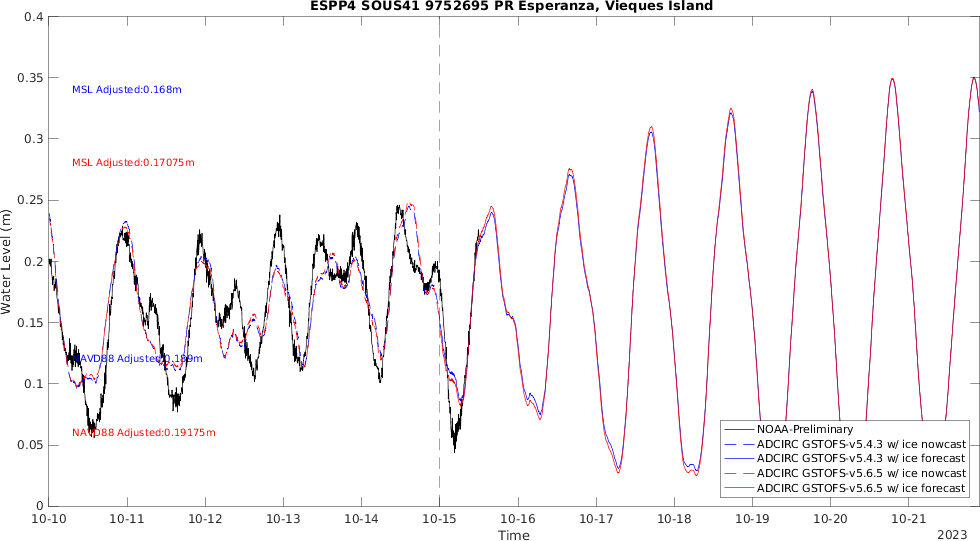 ESPP4 SOUS41 9752695 PR Esperanza, Vieques Island
0.4
0.35
0.3
0.25
0.2
0.15
0.1
0.05
0
Water Level (m)
MSL Adjusted:0.168m
MSL Adjusted:0.17075m
NAVD88 Adjusted:0.189m
NAVD88 Adjusted:0.19175m
NOAA-Preliminary
ADCIRC GSTOFS-v5.4.3 w/ ice nowcast
ADCIRC GSTOFS-v5.4.3 w/ ice forecast
ADCIRC GSTOFS-v5.6.5 w/ ice nowcast
ADCIRC GSTOFS-v5.6.5 w/ ice forecast
10-10 10-11 10-12 10-13 10-14 10-15 10-16 10-17 10-18 10-19 10-20 10-21
Time
2023